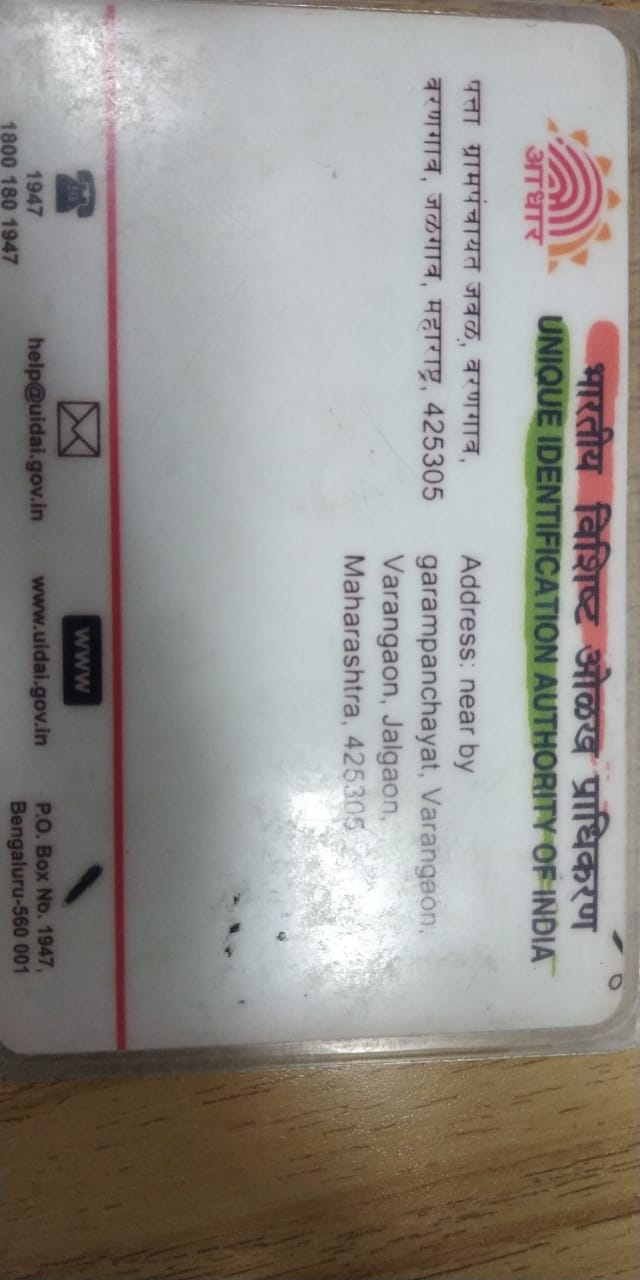 आधार
भारतीय विशिष्ट ओळख प्राधिकरण
UNIQUE IDENTIFICATION AUTHORITY OF INDIA
पत्ता ग्रामपंचायत जवळ, वरणगाव,
वरणगाव, जळगाव, महाराष्ट्र, 425305
Address: near by
garampanchayat, Varangaon,
Varangaon, Jalgaon,
Maharashtra, 425305
1947
1800 180 1947
help@uidai.gov.in
www
www.uidai.gov.in
P.O. Box No. 1947,
Bengaluru-560 001